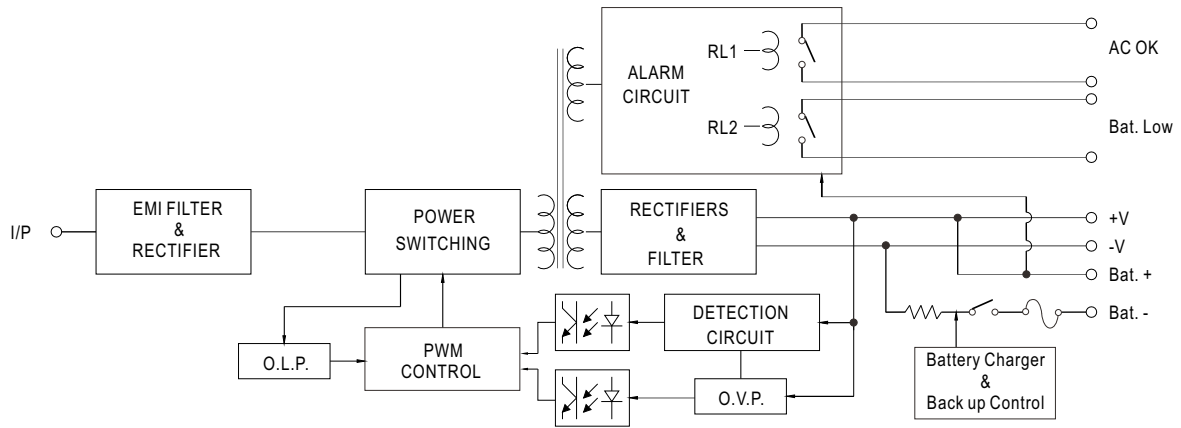 RL1
AC OK
ALARM
CIRCUIT
RL2
Bat. Low
I/P
EMI FILTER
&
RECTIFIER
POWER
SWITCHING
RECTIFIERS
&
FILTER
+V
-V
Bat. +
Bat. -
O.L.P.
PWM
CONTROL
DETECTION
CIRCUIT
O.V.P.
Battery Charger
&
Back up Control